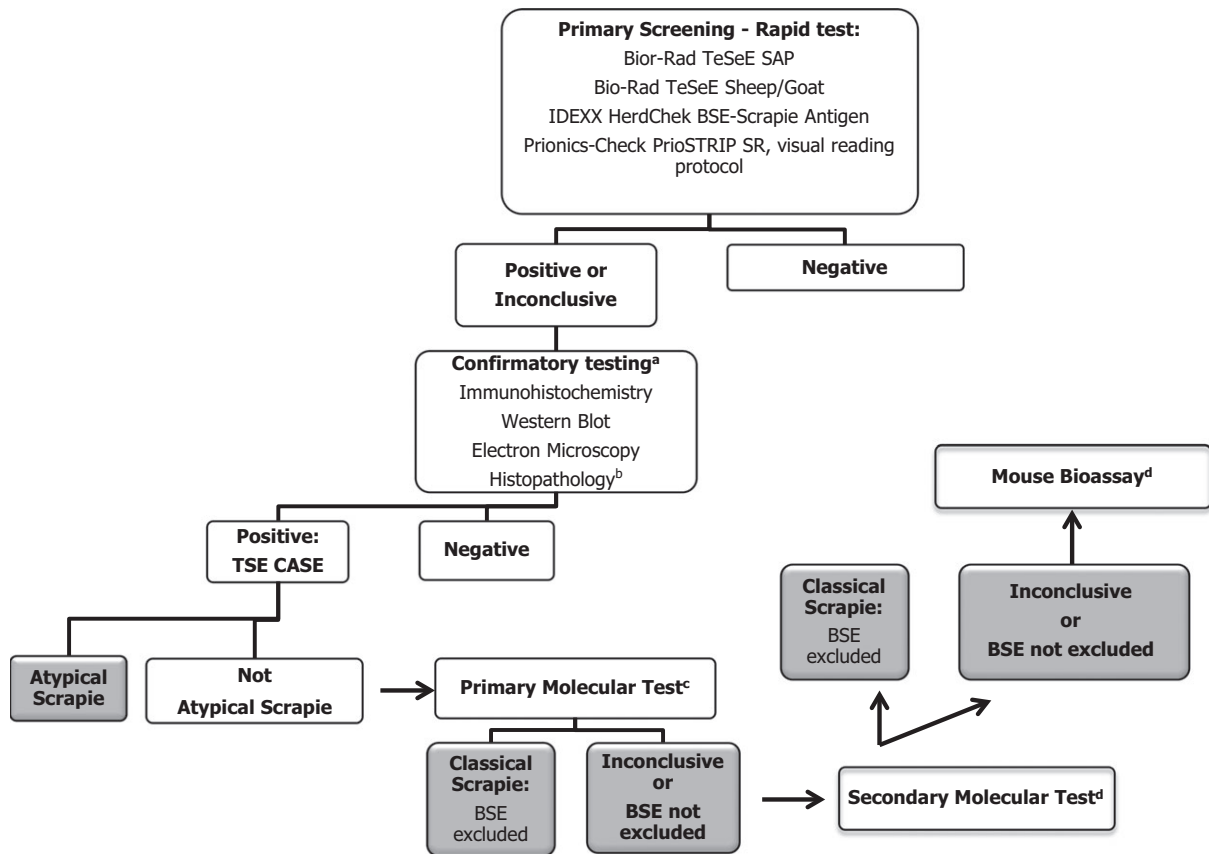 Primary Screening - Rapid test:
Bior-Rad TeSeE SAP
Bio-Rad TeSeE Sheep/Goat
IDEXX HerdChek BSE-Scrapie Antigen
Prionics-Check PrioSTRIP SR, visual reading
protocol
Positive or
Inconclusive
Negative
Confirmatory testingᵃ
Immunohistochemistry
Western Blot
Electron Microscopy
Histopathologyᵇ
Positive:
TSE CASE
Negative
Atypical
Scrapie
Not
Atypical Scrapie
Primary Molecular Testᶜ
Classical
Scrapie:
BSE
excluded
Inconclusive
or
BSE not
excluded
Secondary Molecular Testᵈ
Classical
Scrapie:
BSE
excluded
Inconclusive
or
BSE not excluded
Mouse Bioassayᵈ